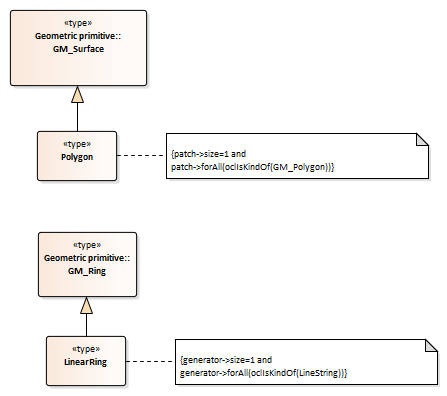 «type»
Geometric primitive::
GM_Surface
«type»
Polygon
{patch->size=1 and
patch->forAll(oclIsKindOf(GM_Polygon))}
«type»
Geometric primitive::
GM_Ring
«type»
LinearRing
{generator->size=1 and
generator->forAll(oclIsKindOf(LineString))}